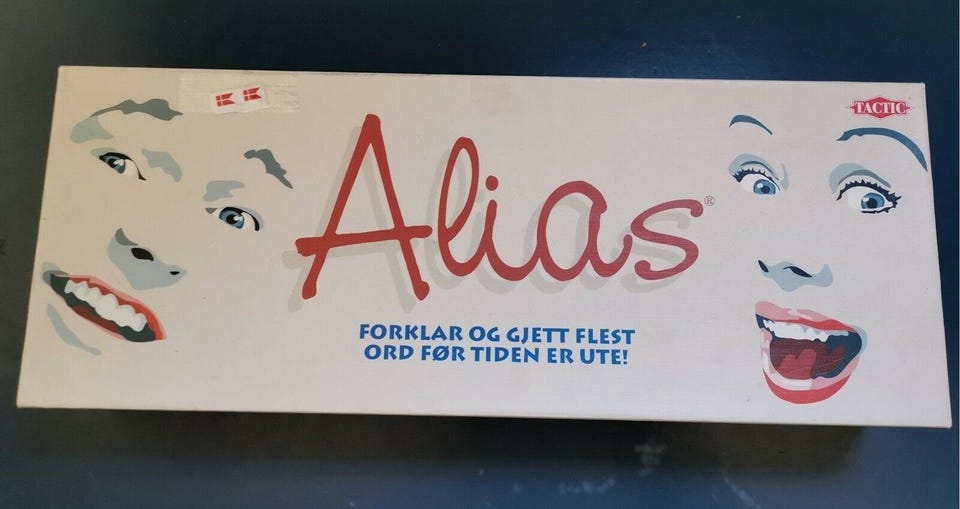 TACTIC
Alias®
FORKLAR OG GJETT FLEST
ORD FØR TIDEN ER UTE!